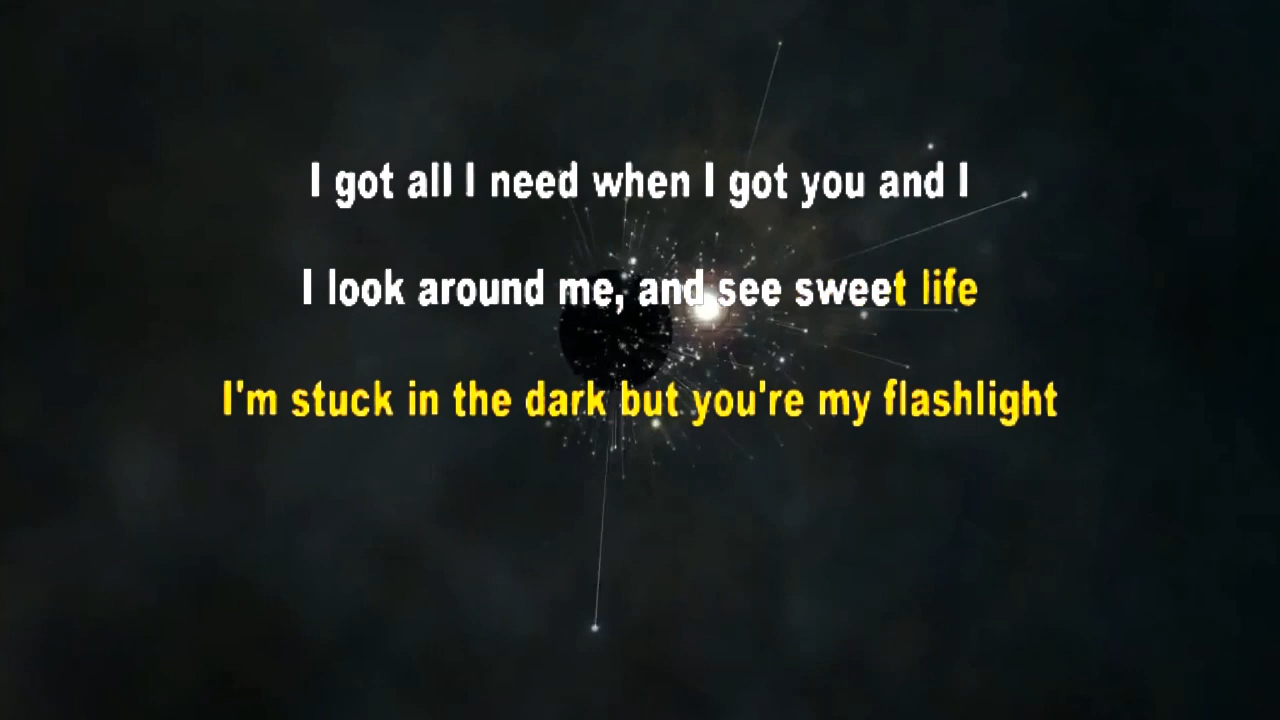 I got all I need when I got you and I
I look around me, and see sweet life
I'm stuck in the dark but you're my flashlight